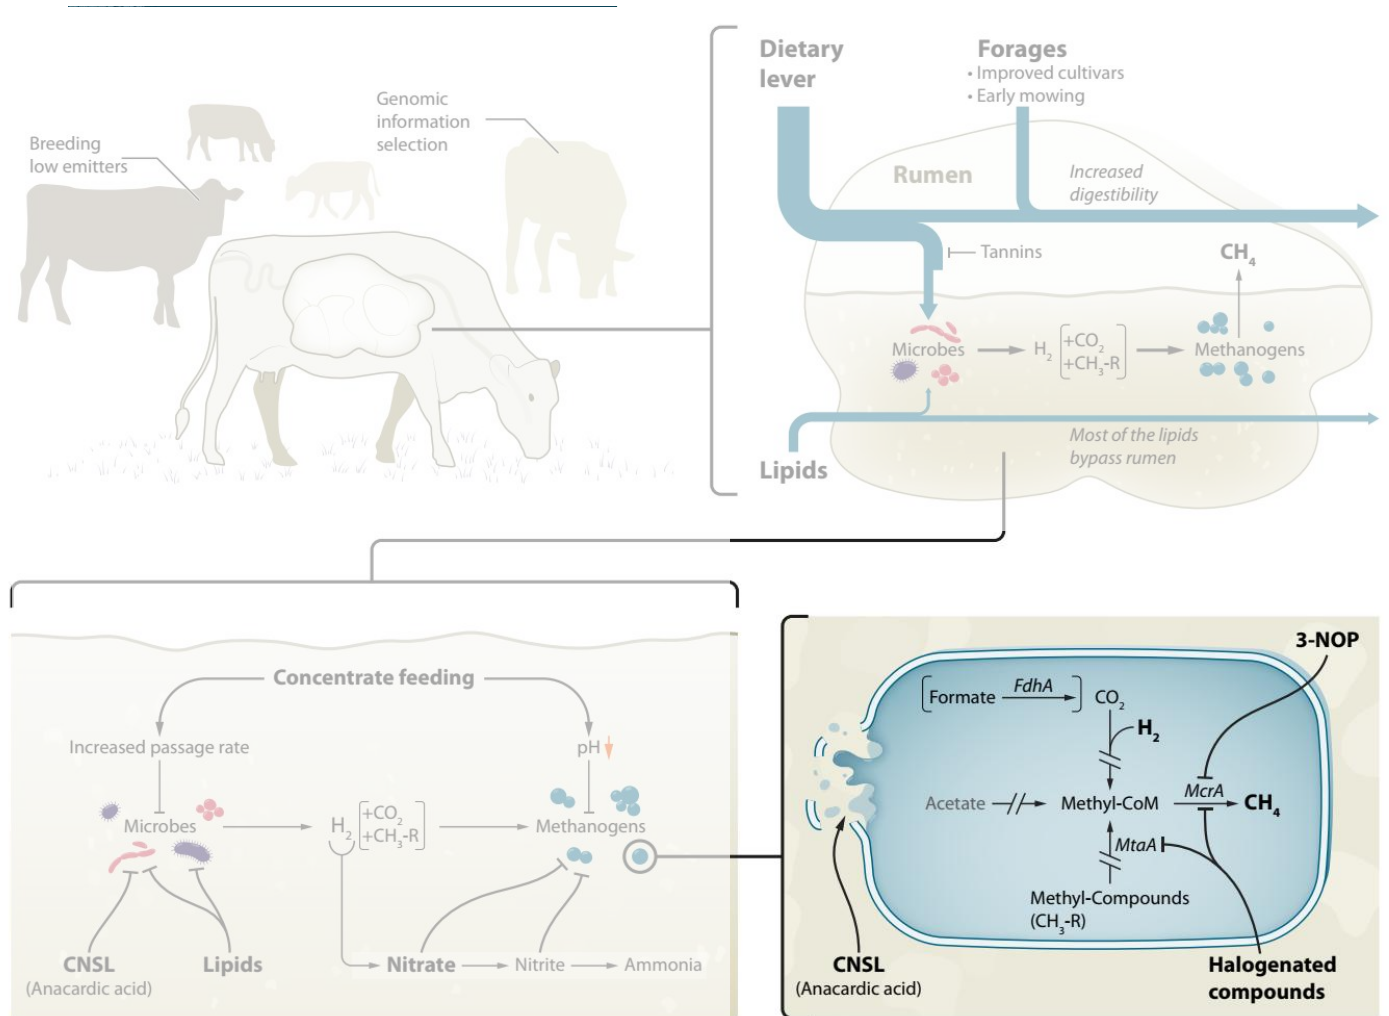 Dietary
lever
Forages
• Improved cultivars
• Early mowing
Genomic
information
selection
Breeding
low emitters
Rumen
Increased
digestibility
Tannins
CH₄
Microbes
H₂
+CO₂
+CH₃-R
Methanogens
Most of the lipids
bypass rumen
Lipids
Concentrate feeding
Increased passage rate
pH
Microbes
H₂
+CO₂
+CH₃-R
Methanogens
CNSL
(Anacardic acid)
Lipids
Nitrate
Nitrite
Ammonia
3-NOP
Formate
FdhA
CO₂
H₂
Acetate
Methyl-CoM
McrA
CH₄
MtaA
Methyl-Compounds
(CH₃-R)
CNSL
(Anacardic acid)
Halogenated
compounds